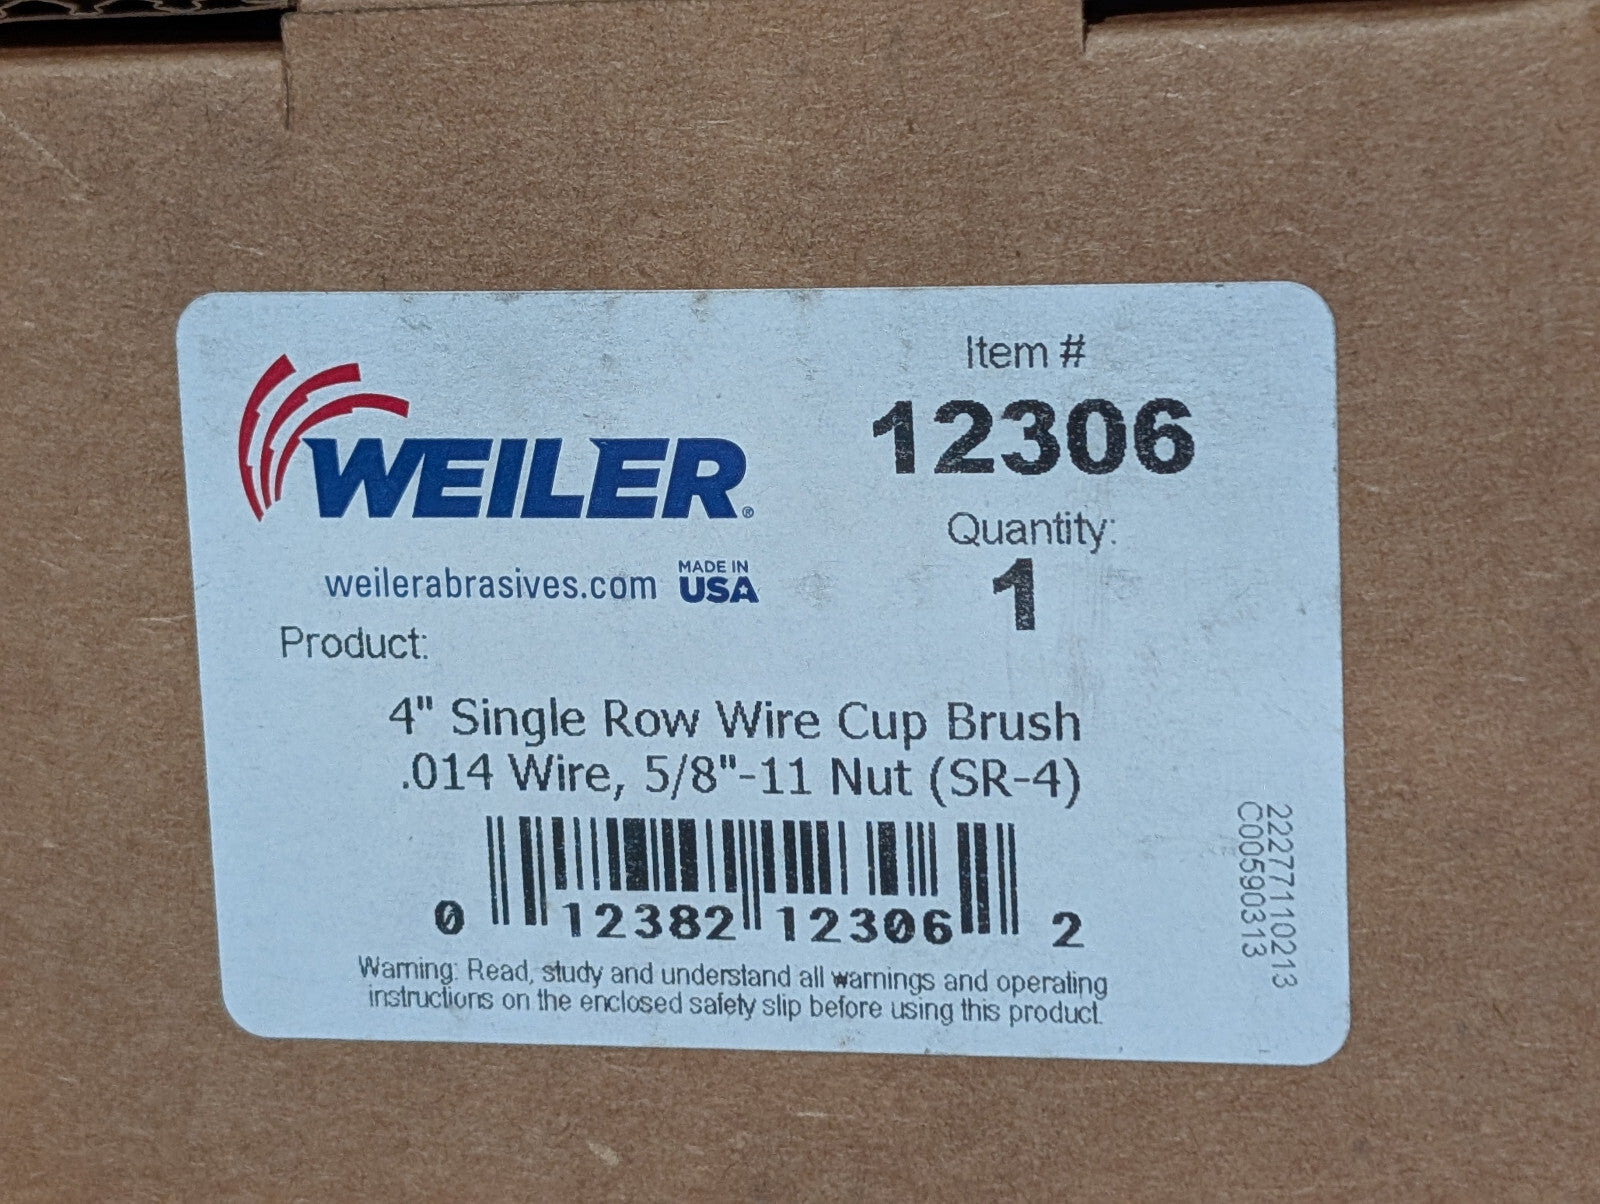 WEILER®
weilerabrasives.com MADE IN USA
Item #
12306
Quantity:
1
Product:
4" Single Row Wire Cup Brush
.014 Wire, 5/8"-11 Nut (SR-4)
0 12382 12306 2
Warning: Read, study and understand all warnings and operating
instructions on the enclosed safety slip before using this product.
22277110213
C00590313